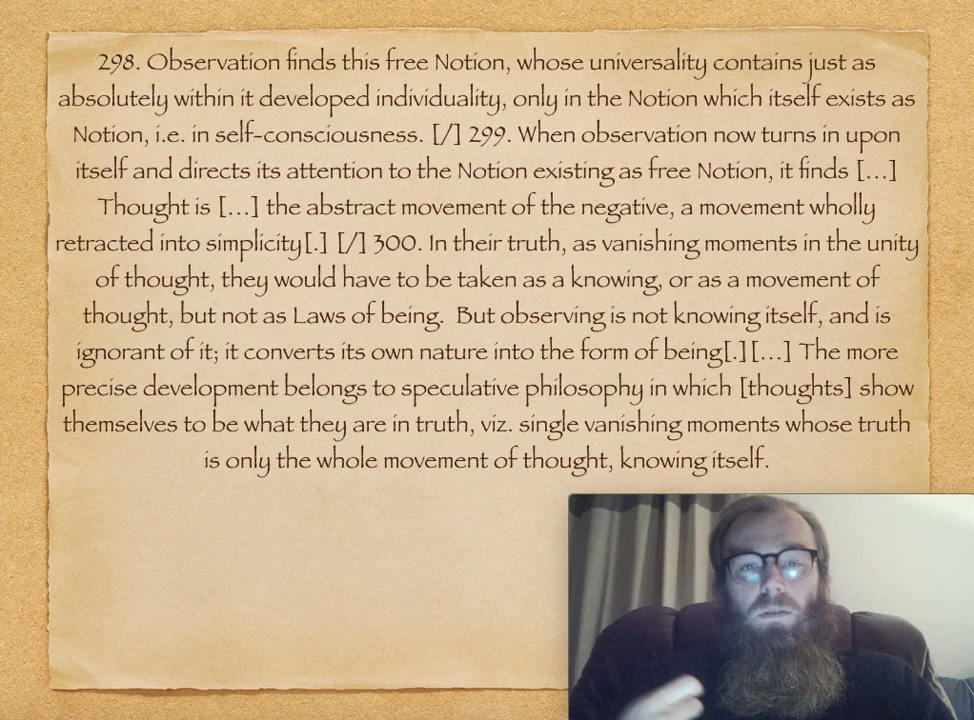 298. Observation finds this free Notion, whose universality contains just as
absolutely within it developed individuality, only in the Notion which itself exists as
Notion, i.e. in self-consciousness. [/] 299. When observation now turns in upon
itself and directs its attention to the Notion existing as free Notion, it finds […]
Thought is […] the abstract movement of the negative, a movement wholly
retracted into simplicity[.] [/] 300. In their truth, as vanishing moments in the unity
of thought, they would have to be taken as a knowing, or as a movement of
thought, but not as Laws of being.  But observing is not knowing itself, and is
ignorant of it; it converts its own nature into the form of being[.] […] The more
precise development belongs to speculative philosophy in which [thoughts] show
themselves to be what they are in truth, viz. single vanishing moments whose truth
is only the whole movement of thought, knowing itself.